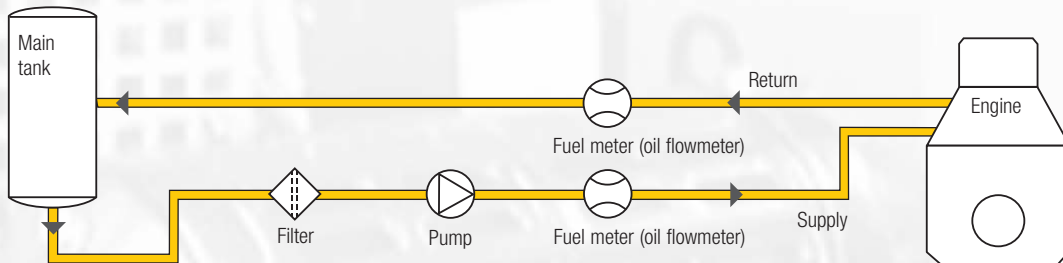 Main
tank
Return
Engine
Fuel meter (oil flowmeter)
Filter
Pump
Fuel meter (oil flowmeter)
Supply